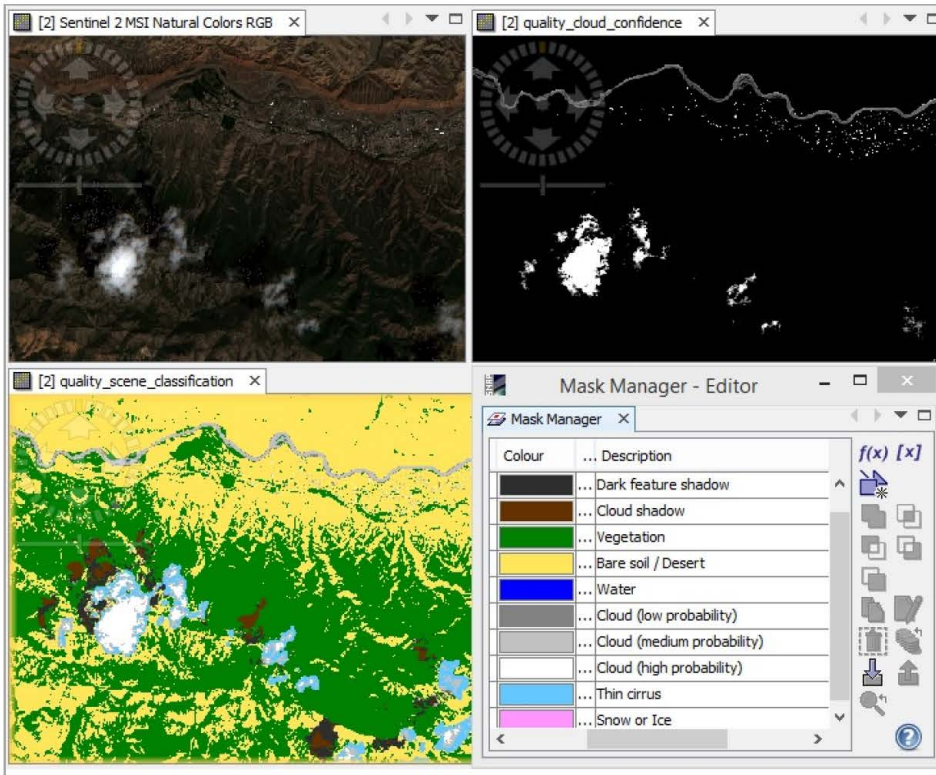 [2] Sentinel 2 MSI Natural Colors RGB
[2] quality_cloud_confidence
[2] quality_scene_classification
Mask Manager - Editor
Mask Manager
Colour ... Description
... Dark feature shadow
... Cloud shadow
... Vegetation
... Bare soil / Desert
... Water
... Cloud (low probability)
... Cloud (medium probability)
... Cloud (high probability)
... Thin cirrus
... Snow or Ice
f(x) [x]